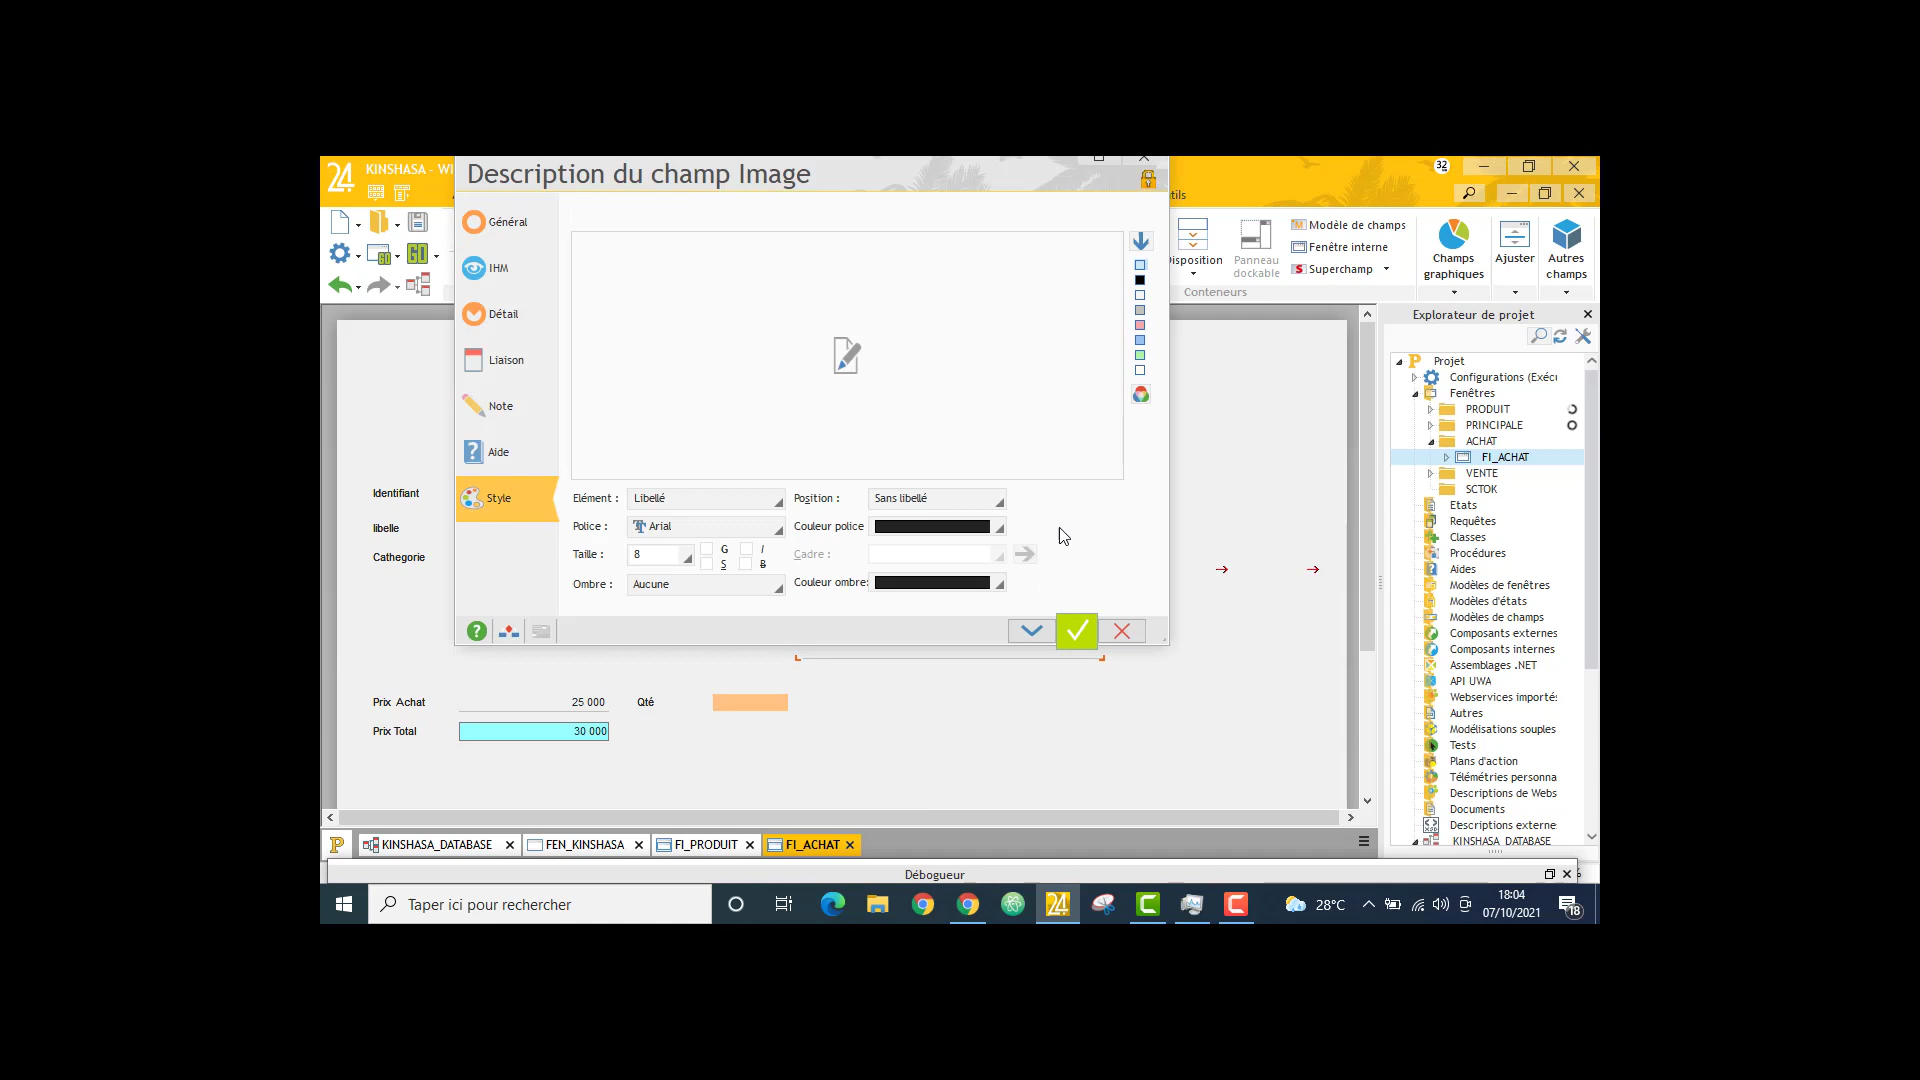 24 KINSHASA - WI
Description du champ Image
32
tils
Général
IHM
Détail
Liaison
Note
Aide
Style
Elément : Libellé Position : Sans libellé
Police : Arial Couleur police
Taille : 8 G I Cadre :
S B
Ombre : Aucune Couleur ombre:
isposition
Panneau
dockable
Modèle de champs
Fenêtre interne
Superchamp
Conteneurs
Champs
graphiques
Ajuster
Autres
champs
Explorateur de projet
Projet
Configurations (Exécu
Fenêtres
PRODUIT
PRINCIPALE
ACHAT
FI_ACHAT
VENTE
SCTOK
Etats
Requêtes
Classes
Procédures
Aides
Modèles de fenêtres
Modèles d'états
Modèles de champs
Composants externes
Composants internes
Assemblages .NET
API UWA
Webservices importés
Autres
Modélisations souples
Tests
Plans d'action
Télémétries personna
Descriptions de Webs
Documents
Descriptions externe
KINSHASA_DATABASE
Identifiant
libelle
Cathegorie
Prix Achat 25 000 Qté
Prix Total 30 000
KINSHASA_DATABASE FEN_KINSHASA FI_PRODUIT FI_ACHAT
Débogueur
Taper ici pour rechercher
24
28°C
18:04
07/10/2021
18